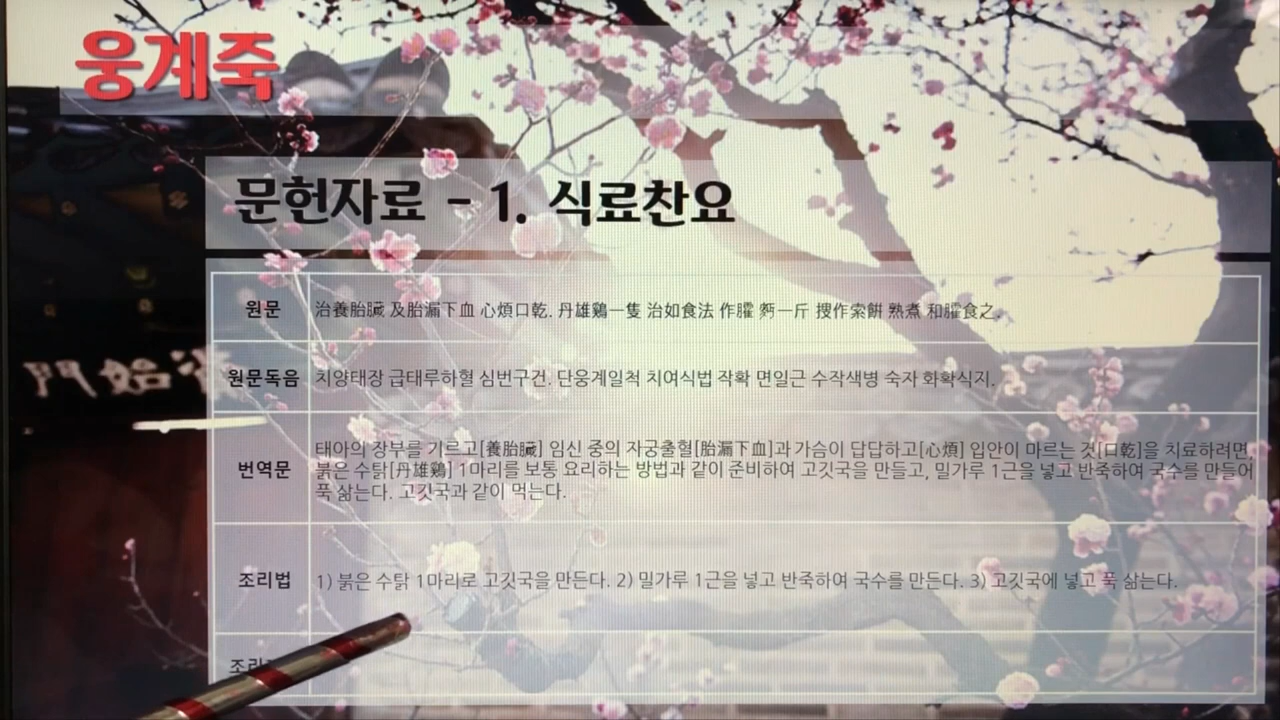 웅계죽
문헌자료 - 1. 식료찬요
원문 治養胎臟 及胎漏下血 心煩口乾. 丹雄鷄一隻 治如食法 作臛 麪一斤 搜作索餠 熟煮 和臛食之.
원문독음 치양태장 급태루하혈 심번구건. 단웅계일척 치여식법 작확 면일근 수작색병 숙자 화확식지.
번역문 태아의 장부를 기르고[養胎臟] 임신 중의 자궁출혈[胎漏下血]과 가슴이 답답하고[心煩] 입안이 마르는 것[口乾]을 치료하려면
붉은 수탉[丹雄鷄] 1마리를 보통 요리하는 방법과 같이 준비하여 고깃국을 만들고, 밀가루 1근을 넣고 반죽하여 국수를 만들어
푹 삶는다. 고깃국과 같이 먹는다.
조리법 1) 붉은 수탉 1마리로 고깃국을 만든다. 2) 밀가루 1근을 넣고 반죽하여 국수를 만든다. 3) 고깃국에 넣고 푹 삶는다.
門始